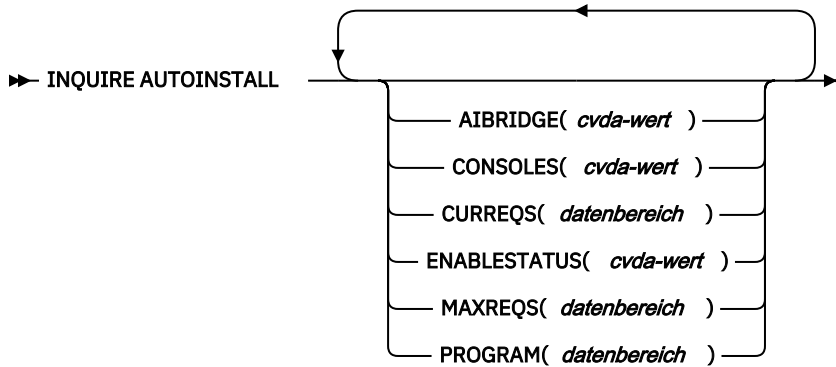 INQUIRE AUTOINSTALL
AIBRIDGE( cvda-wert )
CONSOLES( cvda-wert )
CURREQS( datenbereich )
ENABLESTATUS( cvda-wert )
MAXREQS( datenbereich )
PROGRAM( datenbereich )